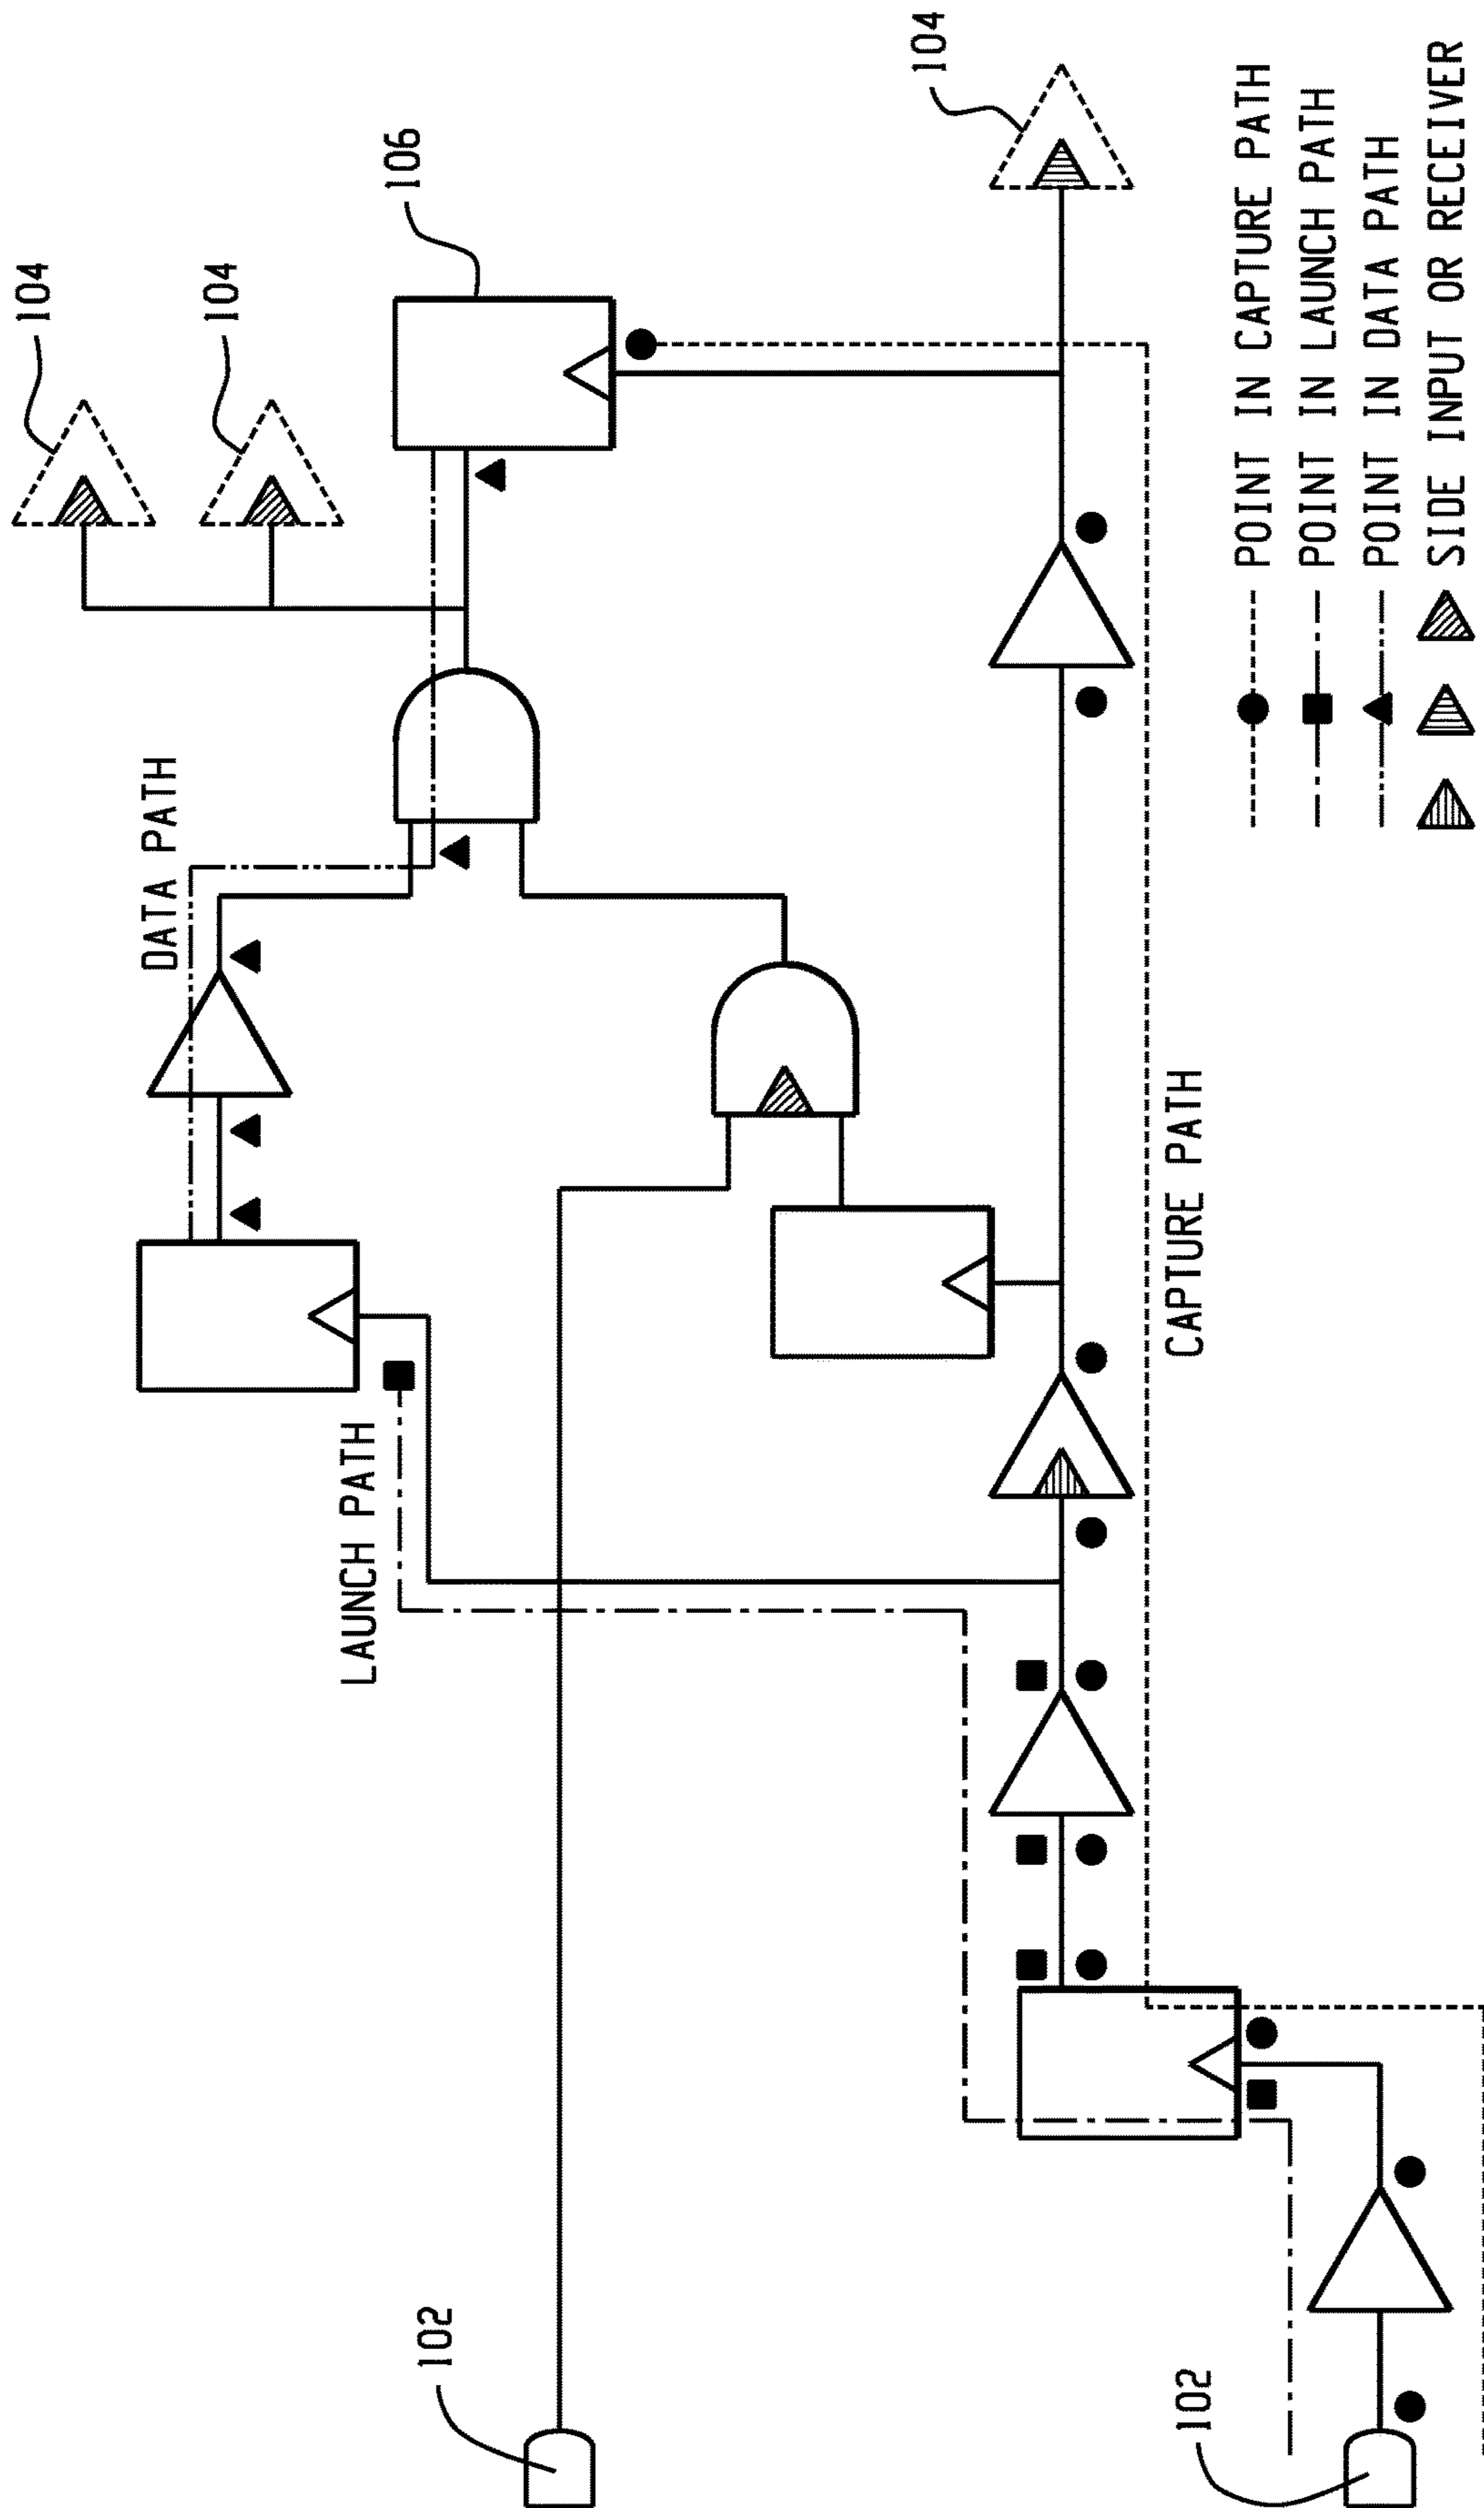 104
104
104
106
DATA PATH
LAUNCH PATH
CAPTURE PATH
102
102
POINT IN CAPTURE PATH
POINT IN LAUNCH PATH
POINT IN DATA PATH
SIDE INPUT OR RECEIVER